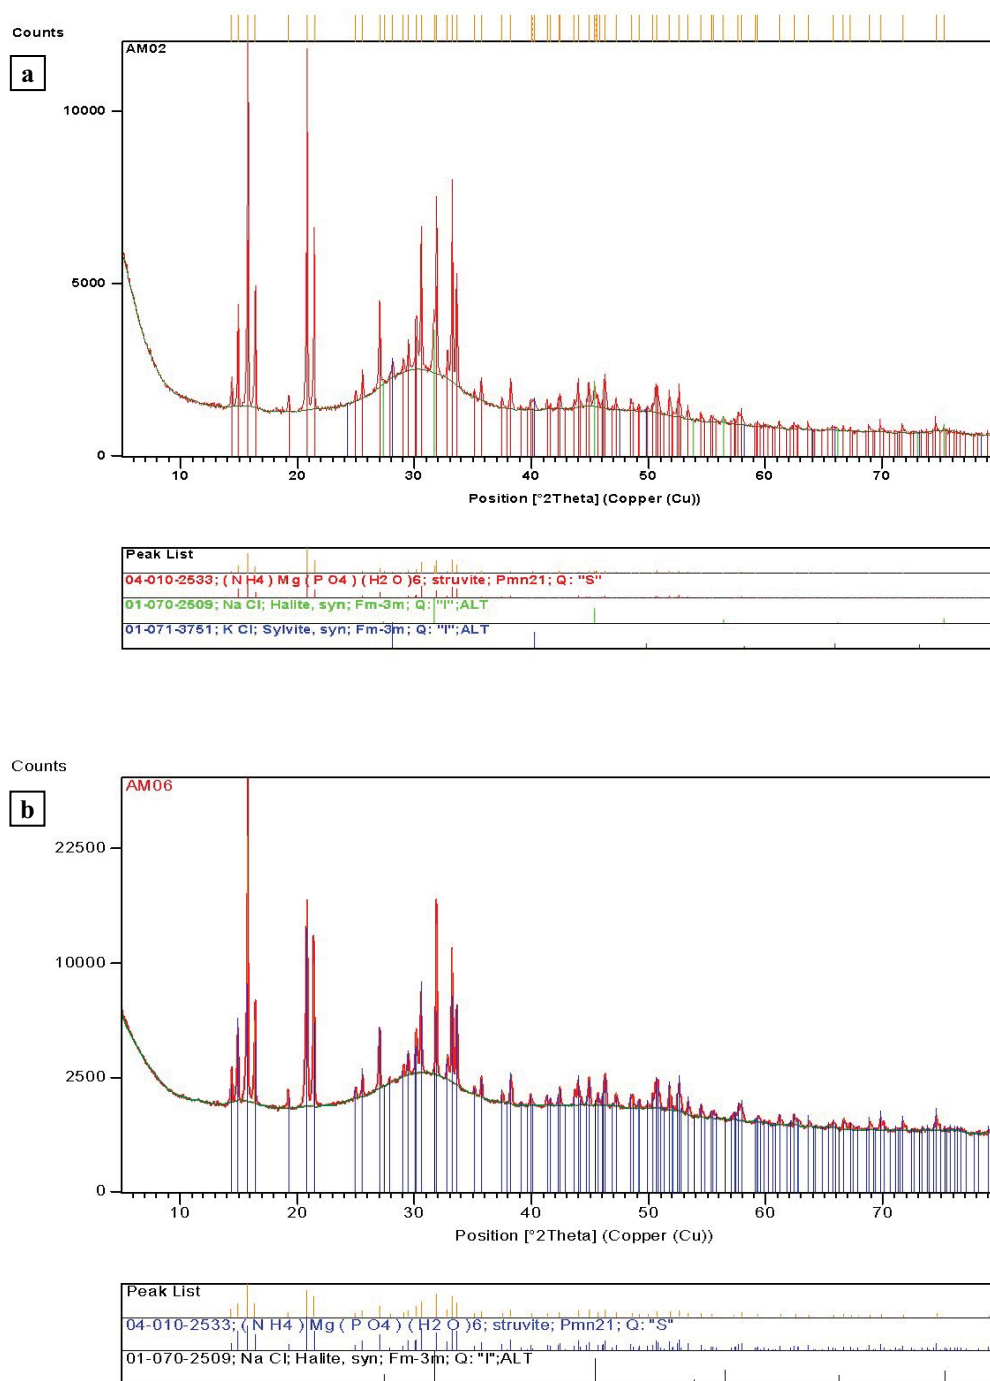 Counts
a
AM02
10000
5000
0
10 20 30 40 50 60 70
Position [°2Theta] (Copper (Cu))
Peak List
04-010-2533; ( N H4 ) Mg ( P O4 ) ( H2 O )6; struvite; Pmn21; Q: "S"
01-070-2509; Na Cl; Halite, syn; Fm-3m; Q: "I";ALT
01-071-3751; K Cl; Sylvite, syn; Fm-3m; Q: "I";ALT
Counts
b
AM06
22500
10000
2500
0
10 20 30 40 50 60 70
Position [°2Theta] (Copper (Cu))
Peak List
04-010-2533; ( N H4 ) Mg ( P O4 ) ( H2 O )6; struvite; Pmn21; Q: "S"
01-070-2509; Na Cl; Halite, syn; Fm-3m; Q: "I";ALT